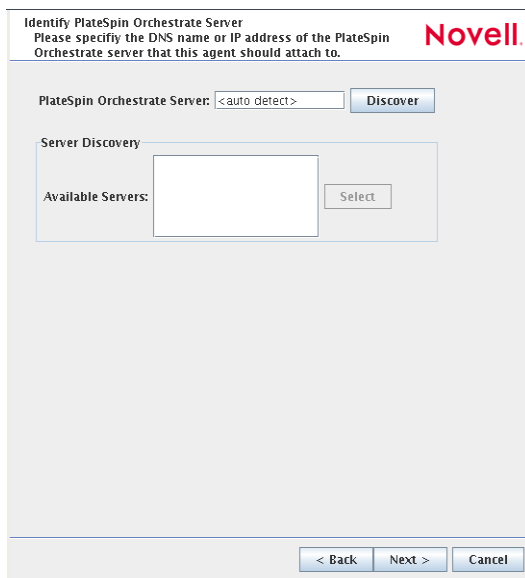 Identify PlateSpin Orchestrate Server
Please specifiy the DNS name or IP address of the PlateSpin
Orchestrate server that this agent should attach to.
Novell.
PlateSpin Orchestrate Server: <auto detect> Discover
Server Discovery
Available Servers: Select
< Back Next > Cancel